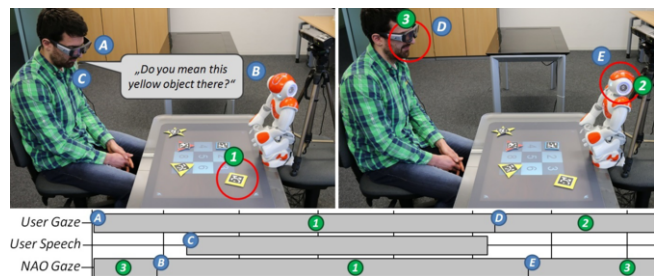 A
C
„Do you mean this
yellow object there?“
B
1
3
D
E
2
User Gaze
A
1
D
2
User Speech
C
NAO Gaze
3
B
1
E
3